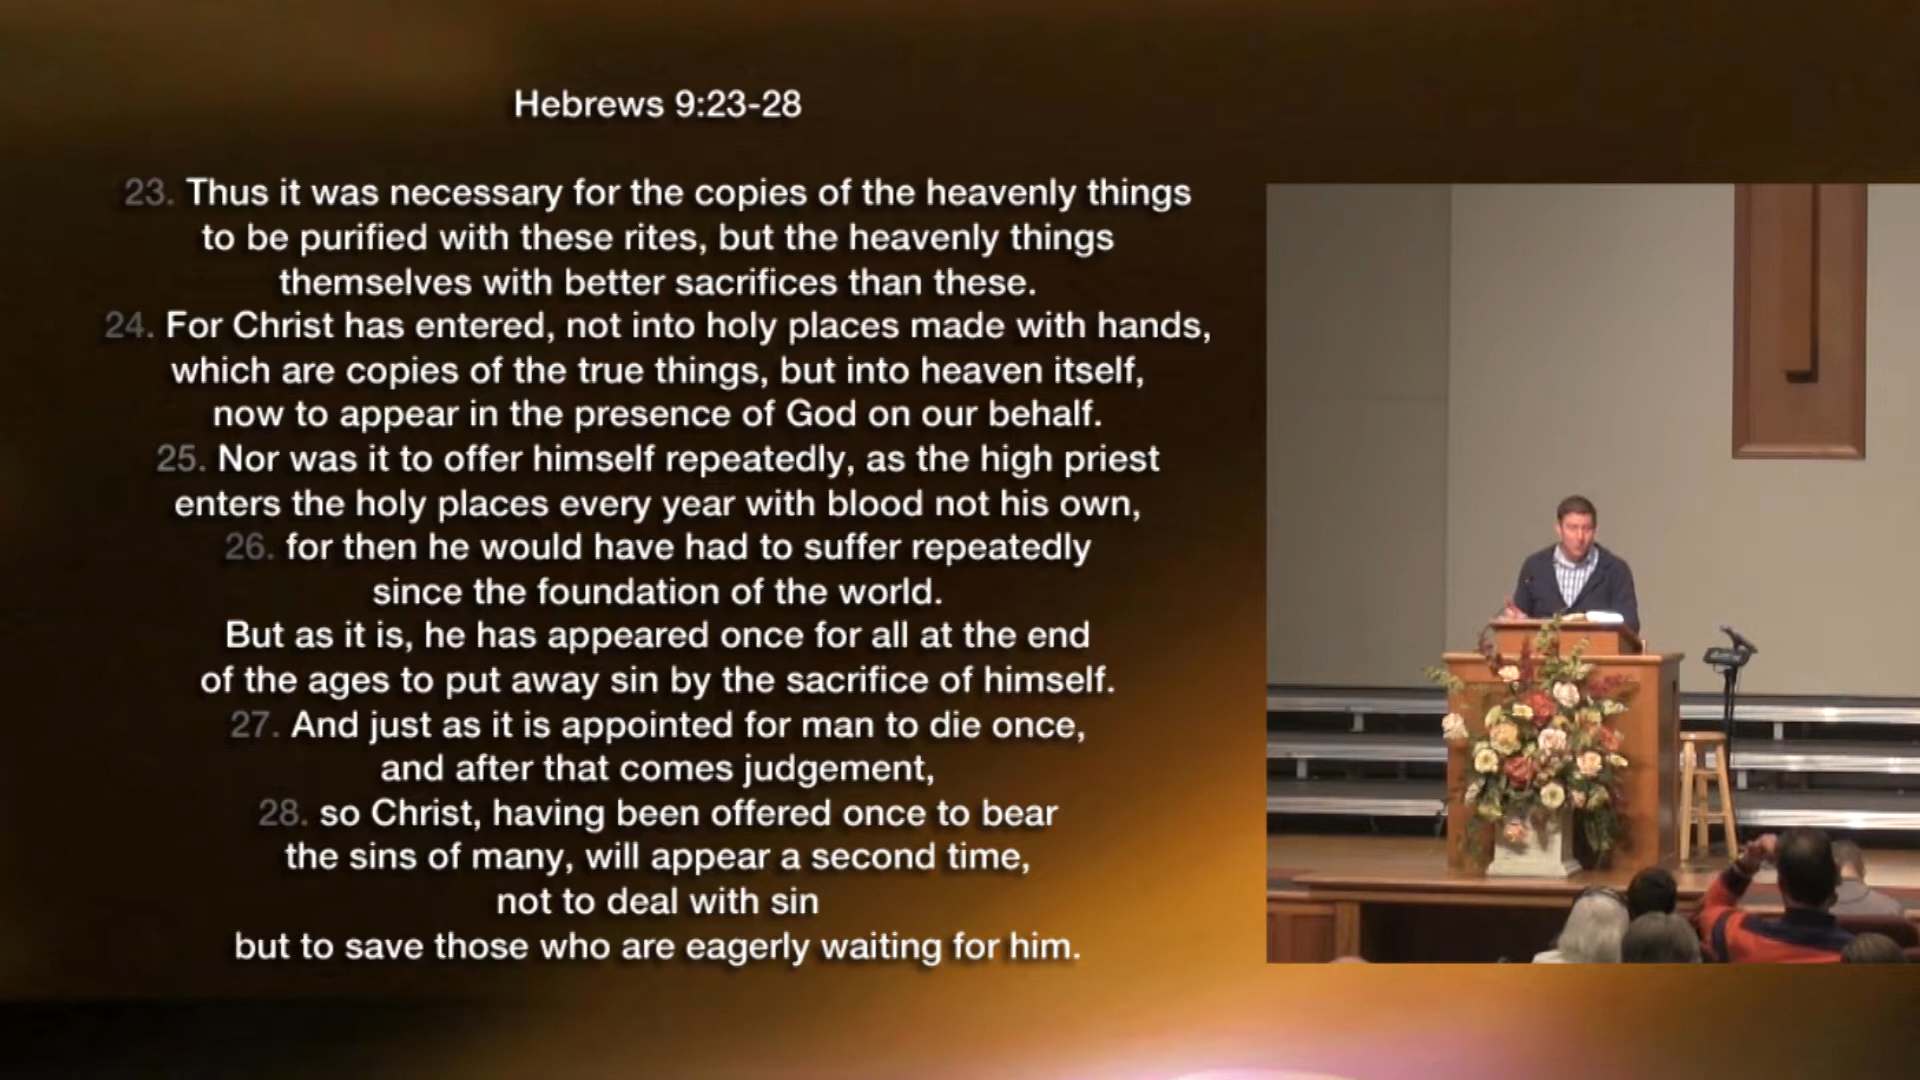 Hebrews 9:23-28
23. Thus it was necessary for the copies of the heavenly things
to be purified with these rites, but the heavenly things
themselves with better sacrifices than these.
24. For Christ has entered, not into holy places made with hands,
which are copies of the true things, but into heaven itself,
now to appear in the presence of God on our behalf.
25. Nor was it to offer himself repeatedly, as the high priest
enters the holy places every year with blood not his own,
26. for then he would have had to suffer repeatedly
since the foundation of the world.
But as it is, he has appeared once for all at the end
of the ages to put away sin by the sacrifice of himself.
27. And just as it is appointed for man to die once,
and after that comes judgement,
28. so Christ, having been offered once to bear
the sins of many, will appear a second time,
not to deal with sin
but to save those who are eagerly waiting for him.